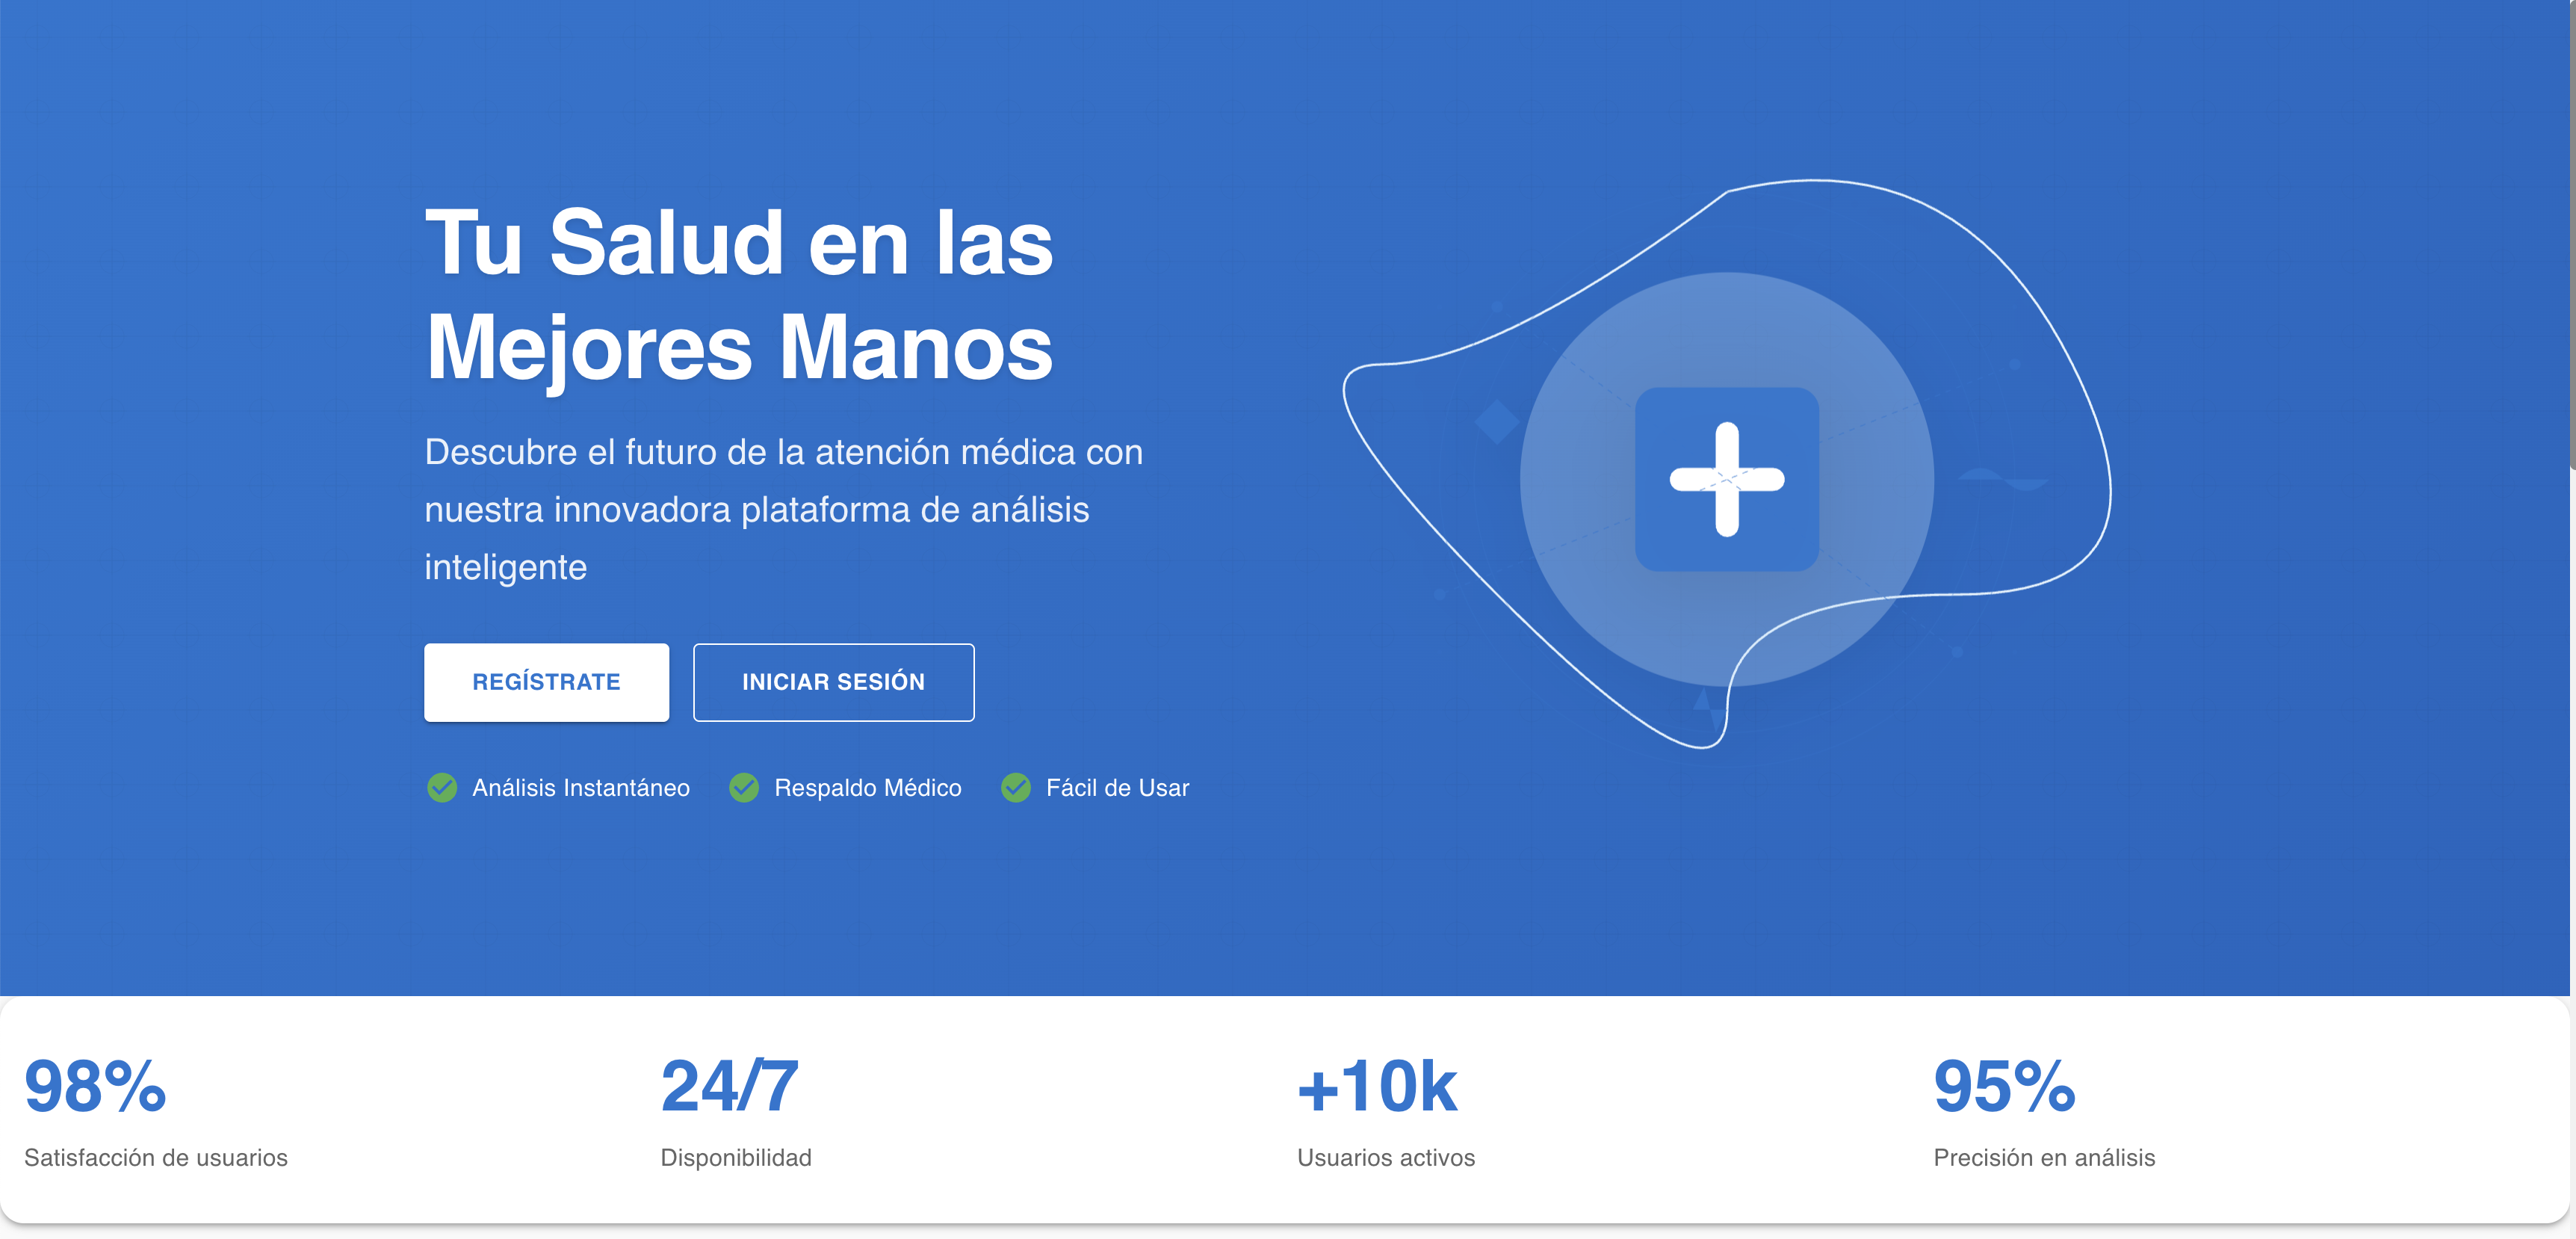 Tu Salud en las
Mejores Manos
Descubre el futuro de la atención médica con
nuestra innovadora plataforma de análisis
inteligente
REGÍSTRATE
INICIAR SESIÓN
Análisis Instantáneo
Respaldo Médico
Fácil de Usar
98%
Satisfacción de usuarios
24/7
Disponibilidad
+10k
Usuarios activos
95%
Precisión en análisis